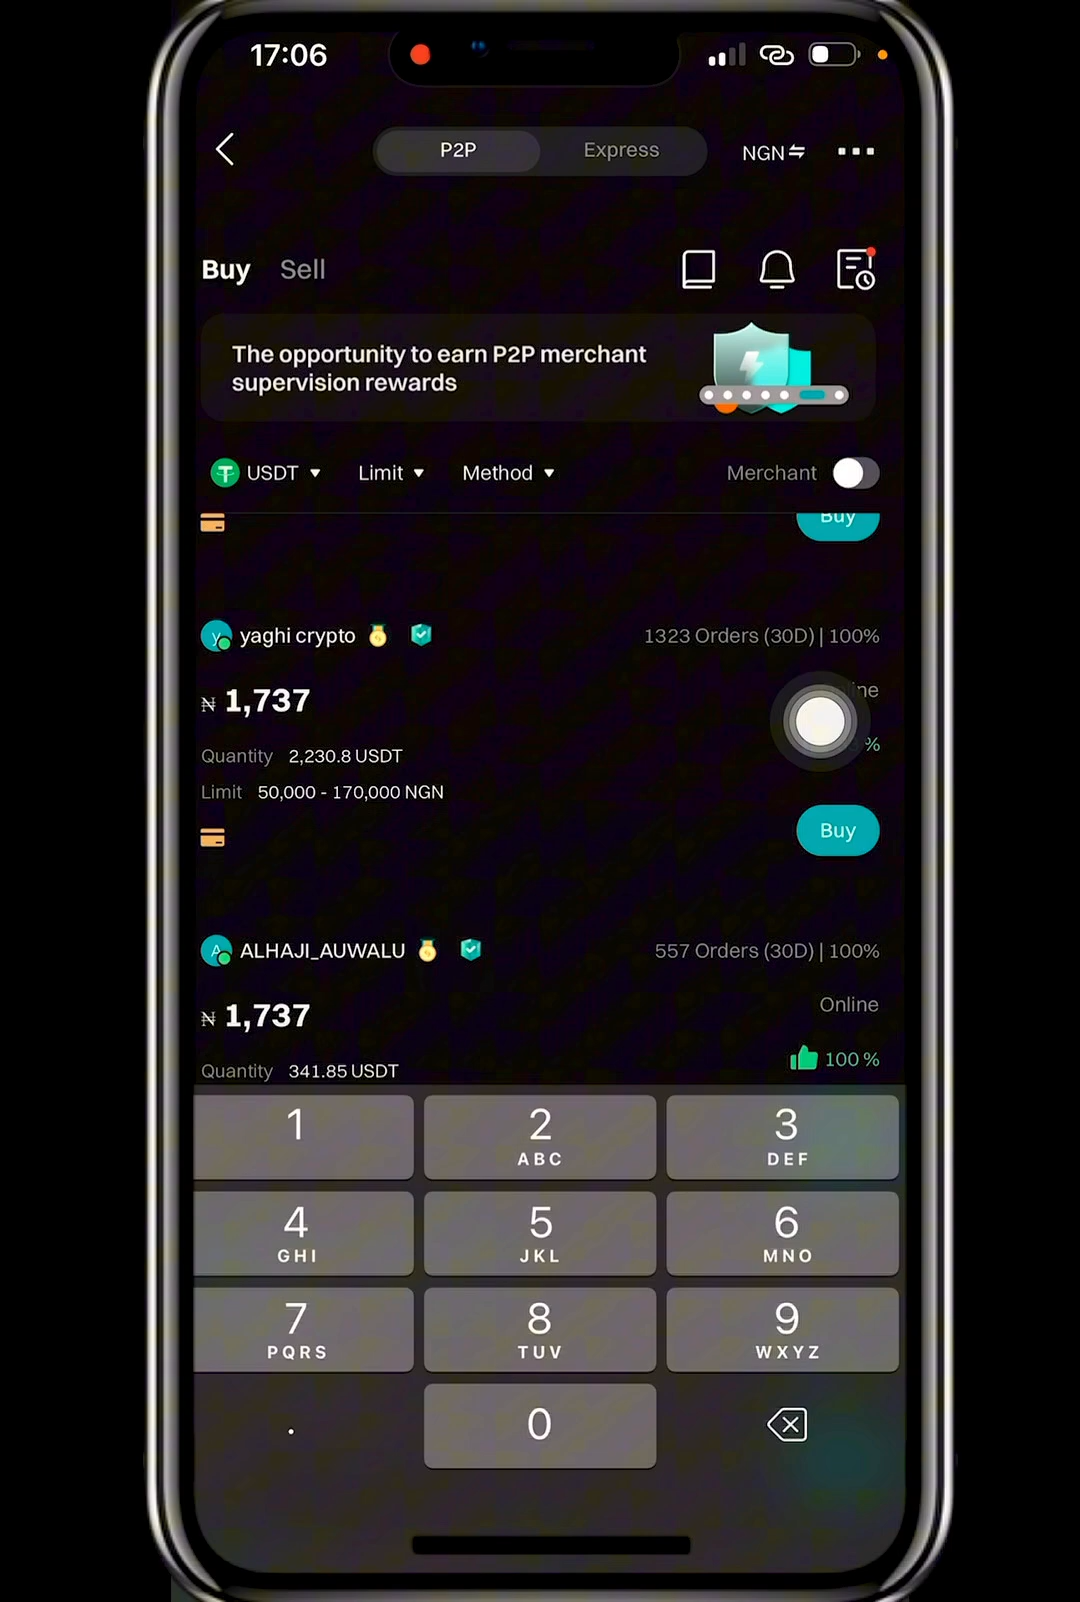 17:06
P2P Express NGN
Buy Sell
The opportunity to earn P2P merchant
supervision rewards
USDT Limit Method Merchant
Buy
y yaghi crypto 1323 Orders (30D) | 100%
₦ 1,737
%
Quantity 2,230.8 USDT
Limit 50,000 - 170,000 NGN
Buy
A ALHAJI_AUWALU 557 Orders (30D) | 100%
₦ 1,737 Online
100 %
Quantity 341.85 USDT
1 2 3
ABC DEF
4 5 6
GHI JKL MNO
7 8 9
PQRS TUV WXYZ
. 0